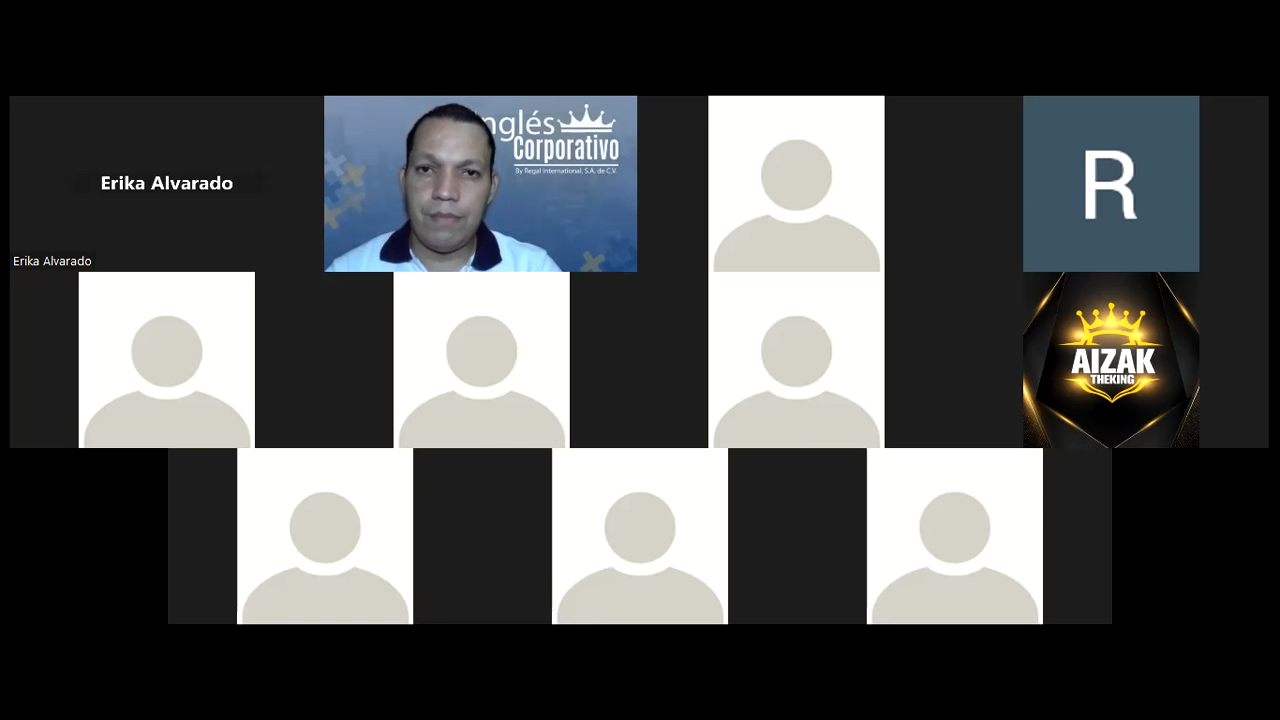 Erika Alvarado
Erika Alvarado
nglés
Corporativo
By Regal International, S.A. de C.V.
R
AIZAK
THEKING